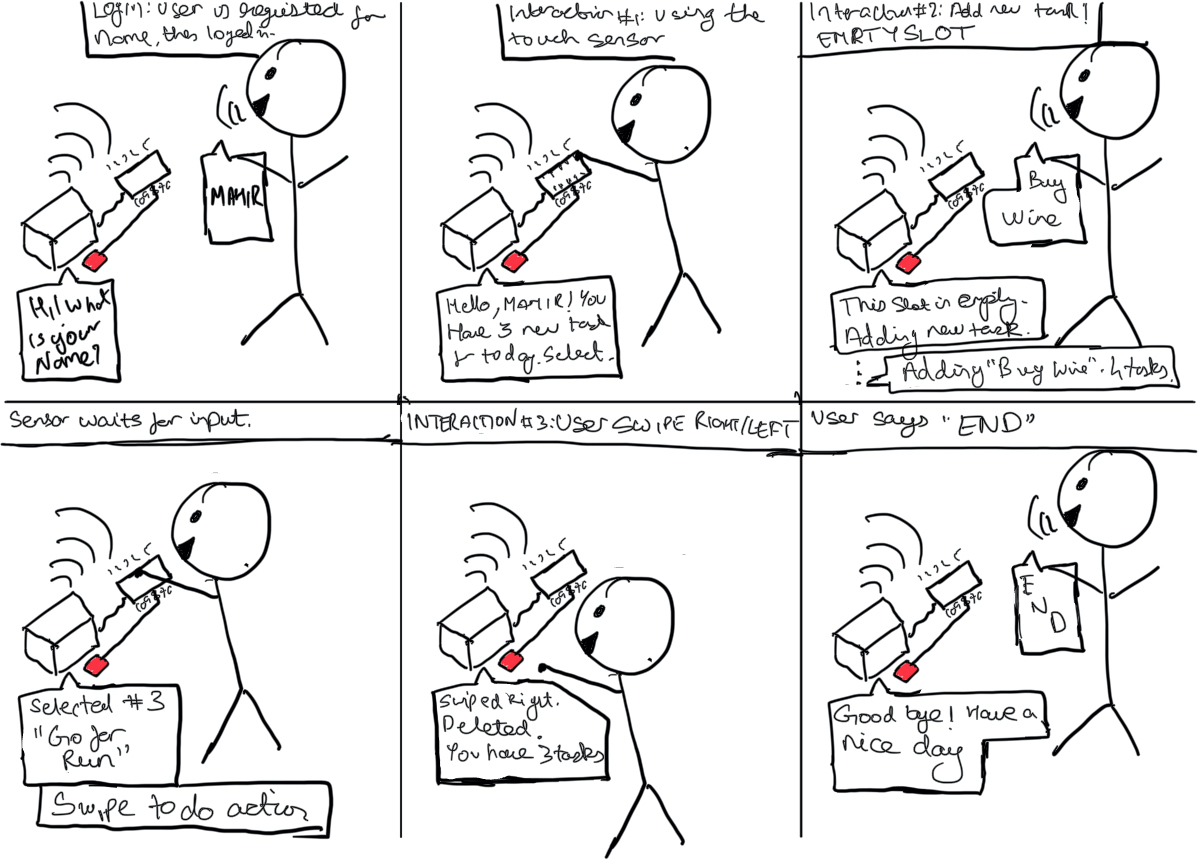 Login: User is requested for
Name, then loged in.
MAHIR
Hi! What
is your
Name?
Interaction #1: Using the
touch sensor
Hello, MAHIR! You
Have 3 new task
for today. Select.
Interaction #2: Add new task!
EMPTY SLOT
Buy
Wine
This Slot is empty.
Adding new task.
Adding "Buy Wine". 4 tasks.
Sensor waits for input.
Selected #3
"Go for
Run"
Swipe to do action
INTERACTION #3: User SWIPE RIGHT/LEFT
Swiped Right.
Deleted.
You have 3 tasks
User says "END"
END
Good bye! Have a
nice day